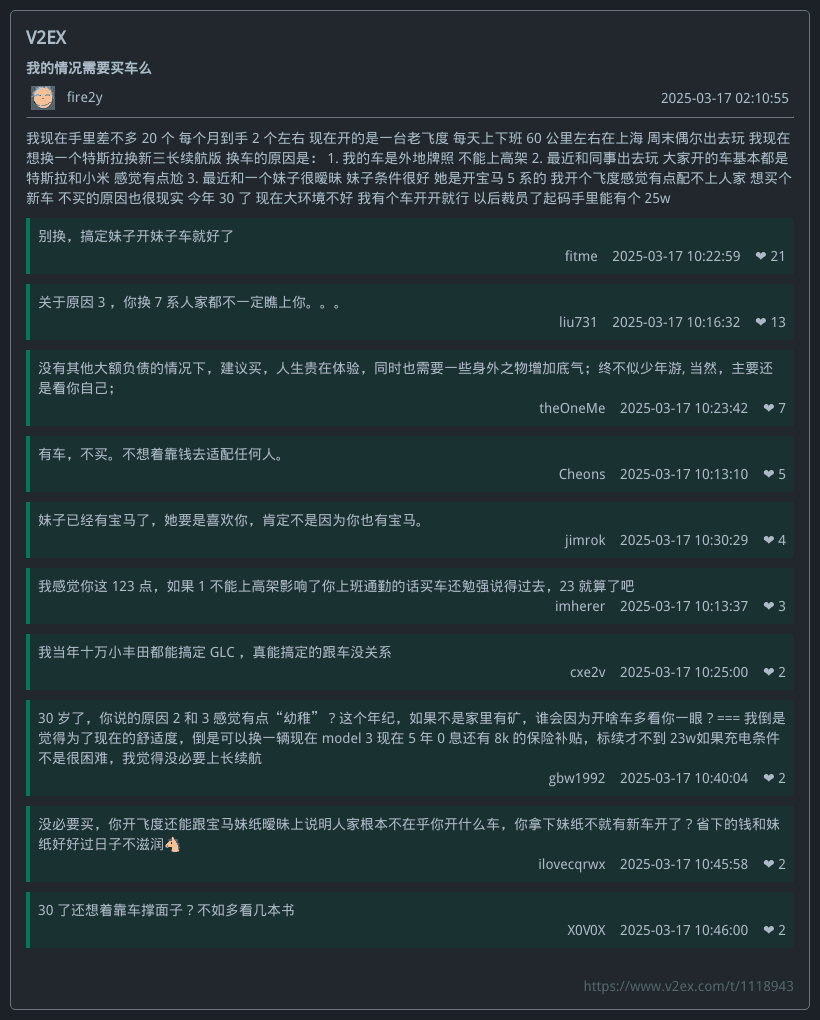 V2EX
我的情况需要买车么
fire2y 2025-03-17 02:10:55
我现在手里差不多 20 个 每个月到手 2 个左右 现在开的是一台老飞度 每天上下班 60 公里左右在上海 周末偶尔出去玩 我现在
想换一个特斯拉换新三长续航版 换车的原因是： 1. 我的车是外地牌照 不能上高架 2. 最近和同事出去玩 大家开的车基本都是
特斯拉和小米 感觉有点尬 3. 最近和一个妹子很暧昧 妹子条件很好 她是开宝马 5 系的 我开个飞度感觉有点配不上人家 想买个
新车 不买的原因也很现实 今年 30 了 现在大环境不好 我有个车开开就行 以后裁员了起码手里能有个 25w
别换，搞定妹子开妹子车就好了
fitme 2025-03-17 10:22:59 ❤ 21
关于原因 3 ，你换 7 系人家都不一定瞧上你。。。
liu731 2025-03-17 10:16:32 ❤ 13
没有其他大额负债的情况下，建议买，人生贵在体验，同时也需要一些身外之物增加底气；终不似少年游, 当然，主要还
是看你自己；
theOneMe 2025-03-17 10:23:42 ❤ 7
有车，不买。不想着靠钱去适配任何人。
Cheons 2025-03-17 10:13:10 ❤ 5
妹子已经有宝马了，她要是喜欢你，肯定不是因为你也有宝马。
jimrok 2025-03-17 10:30:29 ❤ 4
我感觉你这 123 点，如果 1 不能上高架影响了你上班通勤的话买车还勉强说得过去，23 就算了吧
imherer 2025-03-17 10:13:37 ❤ 3
我当年十万小丰田都能搞定 GLC ，真能搞定的跟车没关系
cxe2v 2025-03-17 10:25:00 ❤ 2
30 岁了，你说的原因 2 和 3 感觉有点“幼稚” ？这个年纪，如果不是家里有矿，谁会因为开啥车多看你一眼？=== 我倒是
觉得为了现在的舒适度，倒是可以换一辆现在 model 3 现在 5 年 0 息还有 8k 的保险补贴，标续才不到 23w如果充电条件
不是很困难，我觉得没必要上长续航
gbw1992 2025-03-17 10:40:04 ❤ 2
没必要买，你开飞度还能跟宝马妹纸暧昧上说明人家根本不在乎你开什么车，你拿下妹纸不就有新车开了？省下的钱和妹
纸好好过日子不滋润🐴
ilovecqrwx 2025-03-17 10:45:58 ❤ 2
30 了还想着靠车撑面子？不如多看几本书
X0V0X 2025-03-17 10:46:00 ❤ 2
https://www.v2ex.com/t/1118943